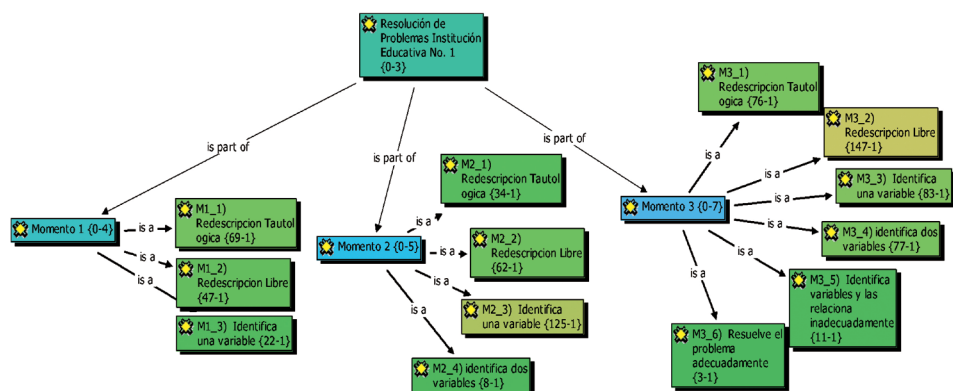 Resolución de
Problemas Institución
Educativa No. 1
{0-3}
is part of
is part of
is part of
Momento 1 {0-4}
is a
is a
is a
M1_1)
Redescripcion Tautol
ogica {69-1}
M1_2)
Redescripcion Libre
{47-1}
M1_3) Identifica
una variable {22-1}
Momento 2 {0-5}
is a
is a
is a
is a
M2_1)
Redescripcion Tautol
ogica {34-1}
M2_2)
Redescripcion Libre
{62-1}
M2_3) Identifica
una variable {125-1}
M2_4) identifica dos
variables {8-1}
Momento 3 {0-7}
is a
is a
is a
is a
is a
is a
M3_1)
Redescripcion Tautol
ogica {76-1}
M3_2)
Redescripcion Libre
{147-1}
M3_3) Identifica
una variable {83-1}
M3_4) identifica dos
variables {77-1}
M3_5) Identifica
variables y las
relaciona
inadecuadamente
{11-1}
M3_6) Resuelve el
problema
adecuadamente
{3-1}